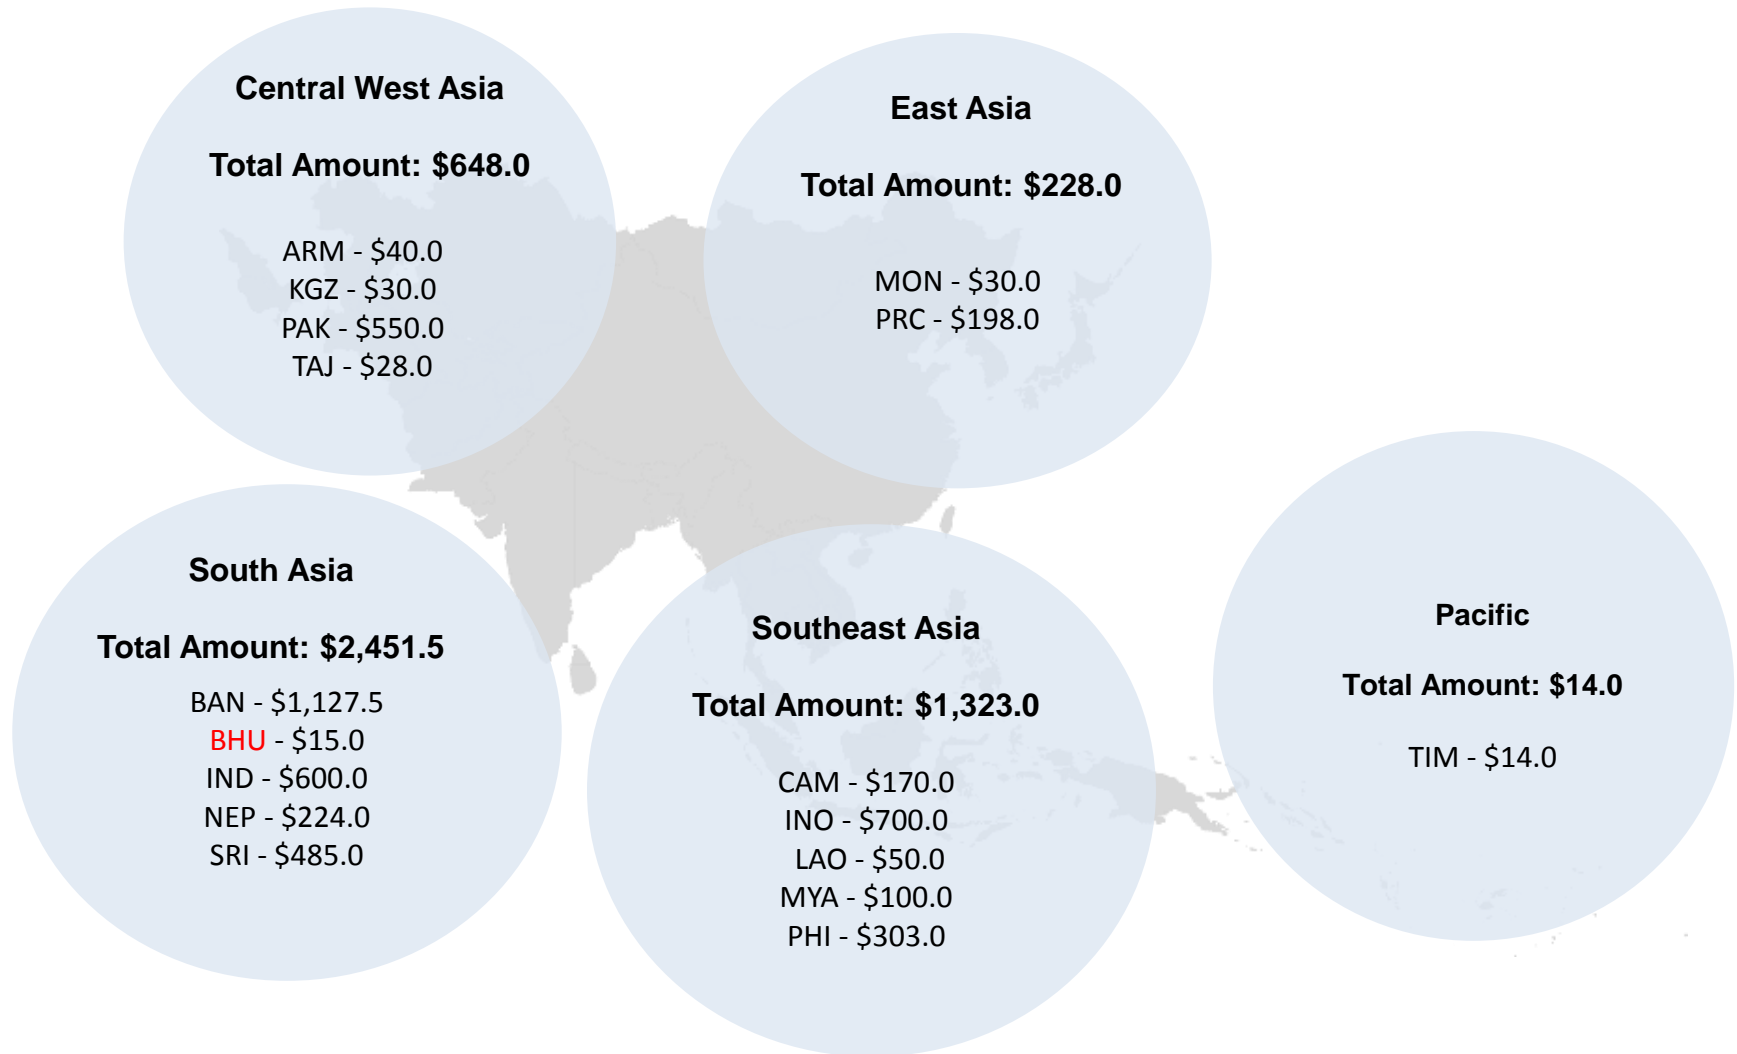 Central West Asia
Total Amount: $648.0
ARM - $40.0
KGZ - $30.0
PAK - $550.0
TAJ - $28.0
East Asia
Total Amount: $228.0
MON - $30.0
PRC - $198.0
South Asia
Total Amount: $2,451.5
BAN - $1,127.5
BHU - $15.0
IND - $600.0
NEP - $224.0
SRI - $485.0
Southeast Asia
Total Amount: $1,323.0
CAM - $170.0
INO - $700.0
LAO - $50.0
MYA - $100.0
PHI - $303.0
Pacific
Total Amount: $14.0
TIM - $14.0